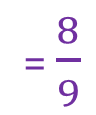 = 8/9